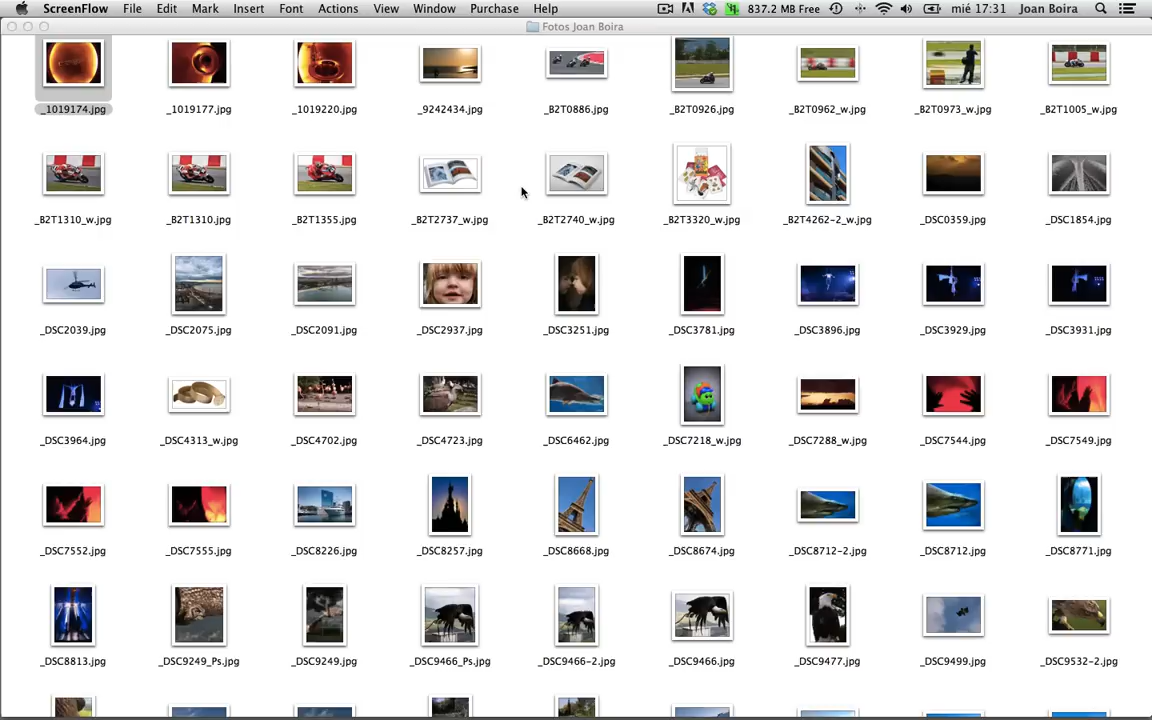 ScreenFlow File Edit Mark Insert Font Actions View Window Purchase Help 837.2 MB Free mié 17:31 Joan Boira
Fotos Joan Boira
_1019174.jpg _1019177.jpg _1019220.jpg _9242434.jpg _B2T0886.jpg _B2T0926.jpg _B2T0962_w.jpg _B2T0973_w.jpg _B2T1005_w.jpg
_B2T1310_w.jpg _B2T1310.jpg _B2T1355.jpg _B2T2737_w.jpg _B2T2740_w.jpg _B2T3320_w.jpg _B2T4262-2_w.jpg _DSC0359.jpg _DSC1854.jpg
_DSC2039.jpg _DSC2075.jpg _DSC2091.jpg _DSC2937.jpg _DSC3251.jpg _DSC3781.jpg _DSC3896.jpg _DSC3929.jpg _DSC3931.jpg
_DSC3964.jpg _DSC4313_w.jpg _DSC4702.jpg _DSC4723.jpg _DSC6462.jpg _DSC7218_w.jpg _DSC7288_w.jpg _DSC7544.jpg _DSC7549.jpg
_DSC7552.jpg _DSC7555.jpg _DSC8226.jpg _DSC8257.jpg _DSC8668.jpg _DSC8674.jpg _DSC8712-2.jpg _DSC8712.jpg _DSC8771.jpg
_DSC8813.jpg _DSC9249_Ps.jpg _DSC9249.jpg _DSC9466_Ps.jpg _DSC9466-2.jpg _DSC9466.jpg _DSC9477.jpg _DSC9499.jpg _DSC9532-2.jpg